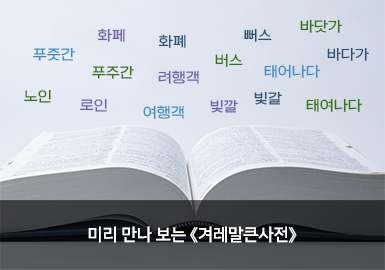 화페 화폐 뻐스 바닷가
푸줏간 푸주간 려행객 버스 태어나다 바다가
노인 로인 여행객 빛깔 빛갈 태여나다
미리 만나 보는 《겨레말큰사전》